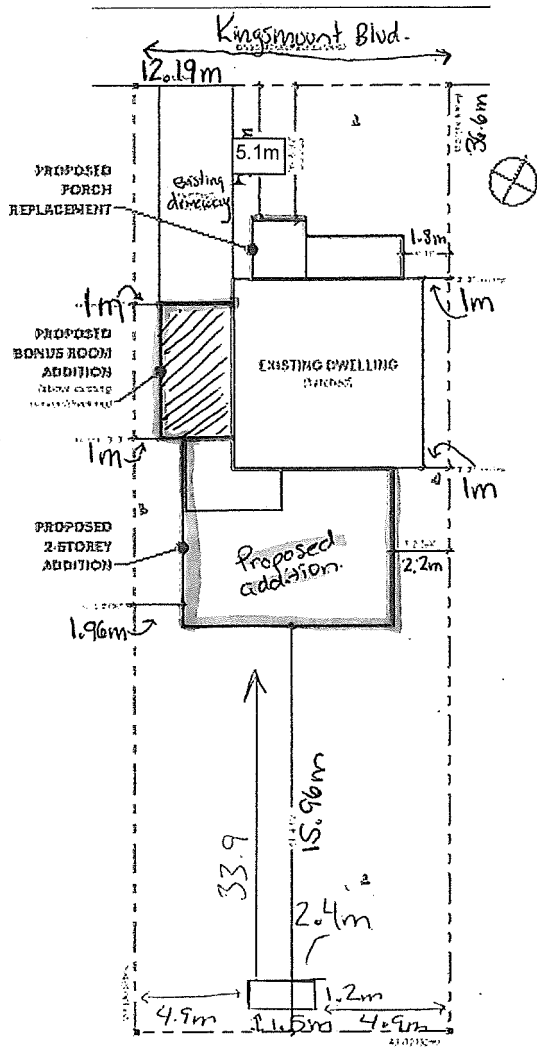 Kingsmount Blvd.
12.19m
36.6m
5.1m
PROPOSED
PORCH
REPLACEMENT
Existing
driveway
1.8m
1m
1m
PROPOSED
BONUS ROOM
ADDITION
EXISTING DWELLING
1m
1m
PROPOSED
2-STOREY
ADDITION
Proposed
addition.
2.2m
1.96m
15.96m
33.9
2.4m
1.2m
4.9m
1.5m
4.9m